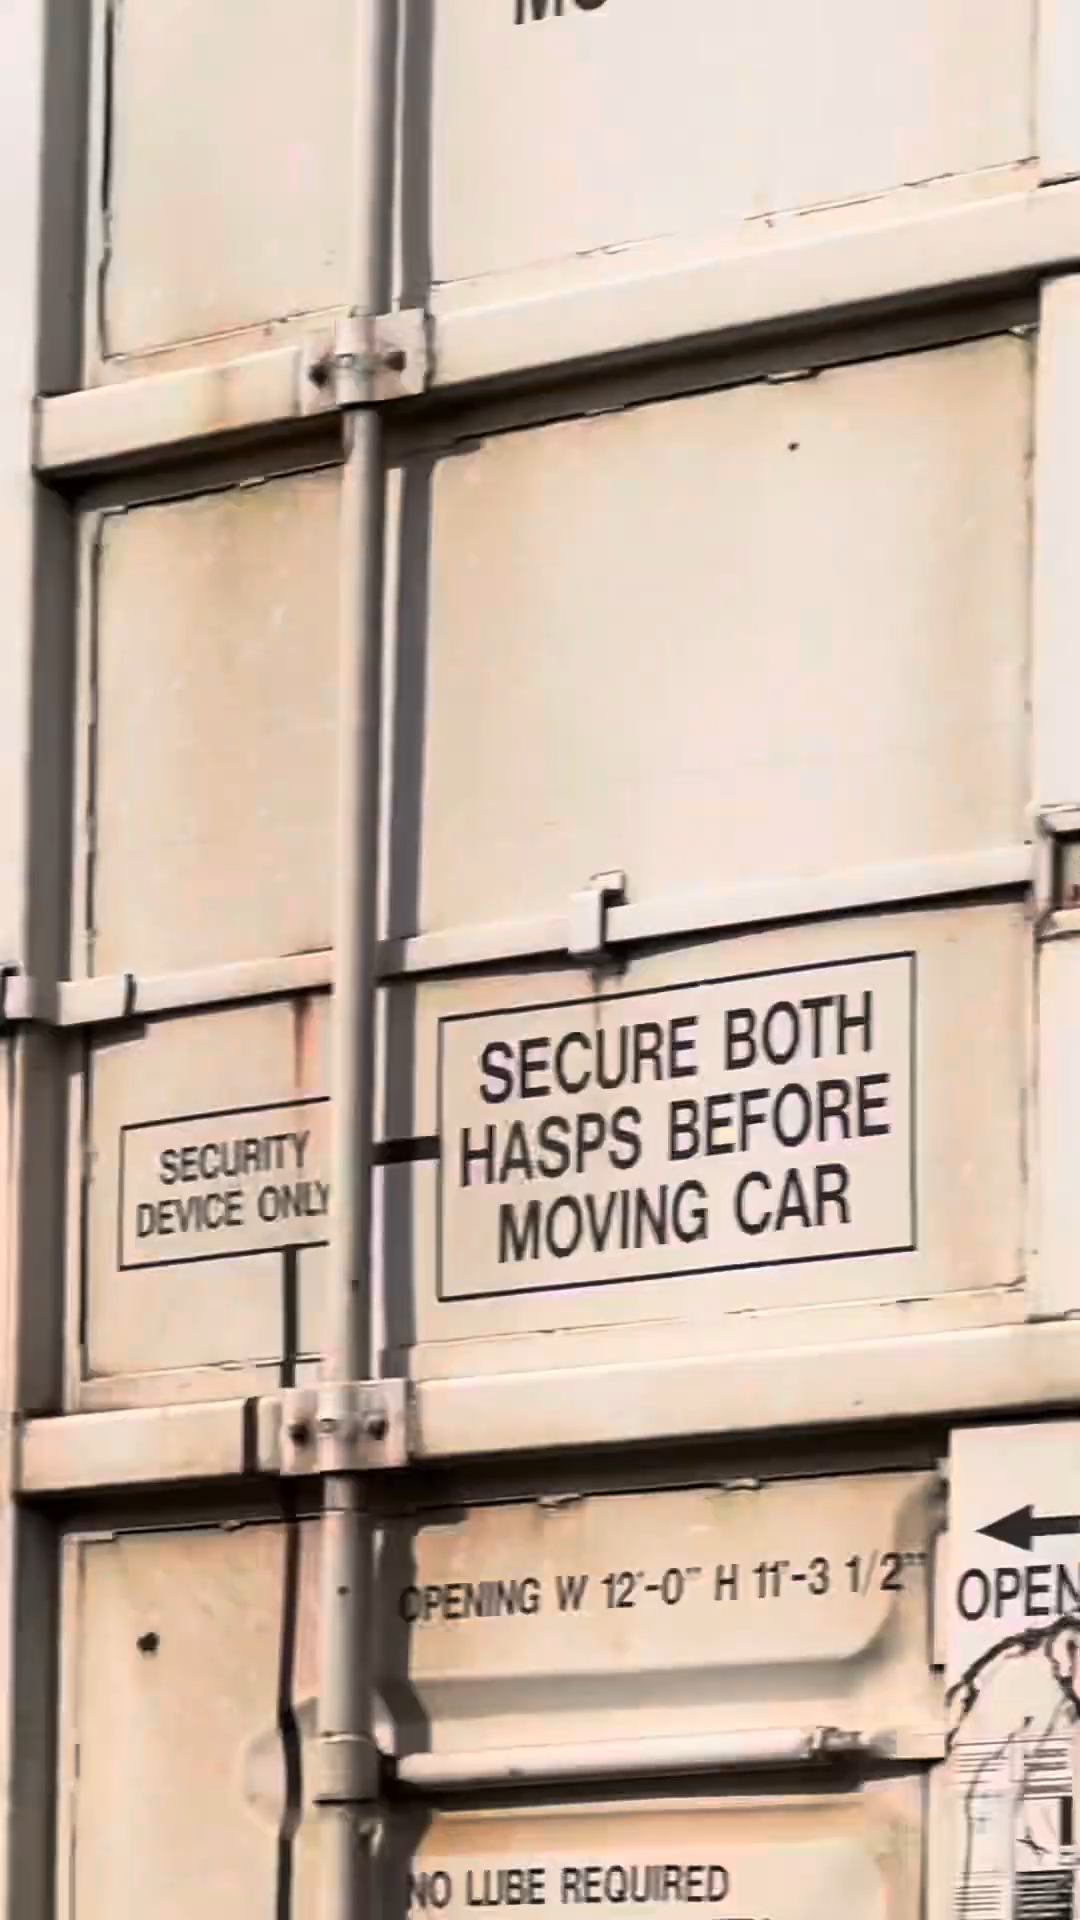 SECURE BOTH
HASPS BEFORE
MOVING CAR
SECURITY
DEVICE ONLY
OPENING W 12'-0" H 11'-3 1/2"
NO LUBE REQUIRED